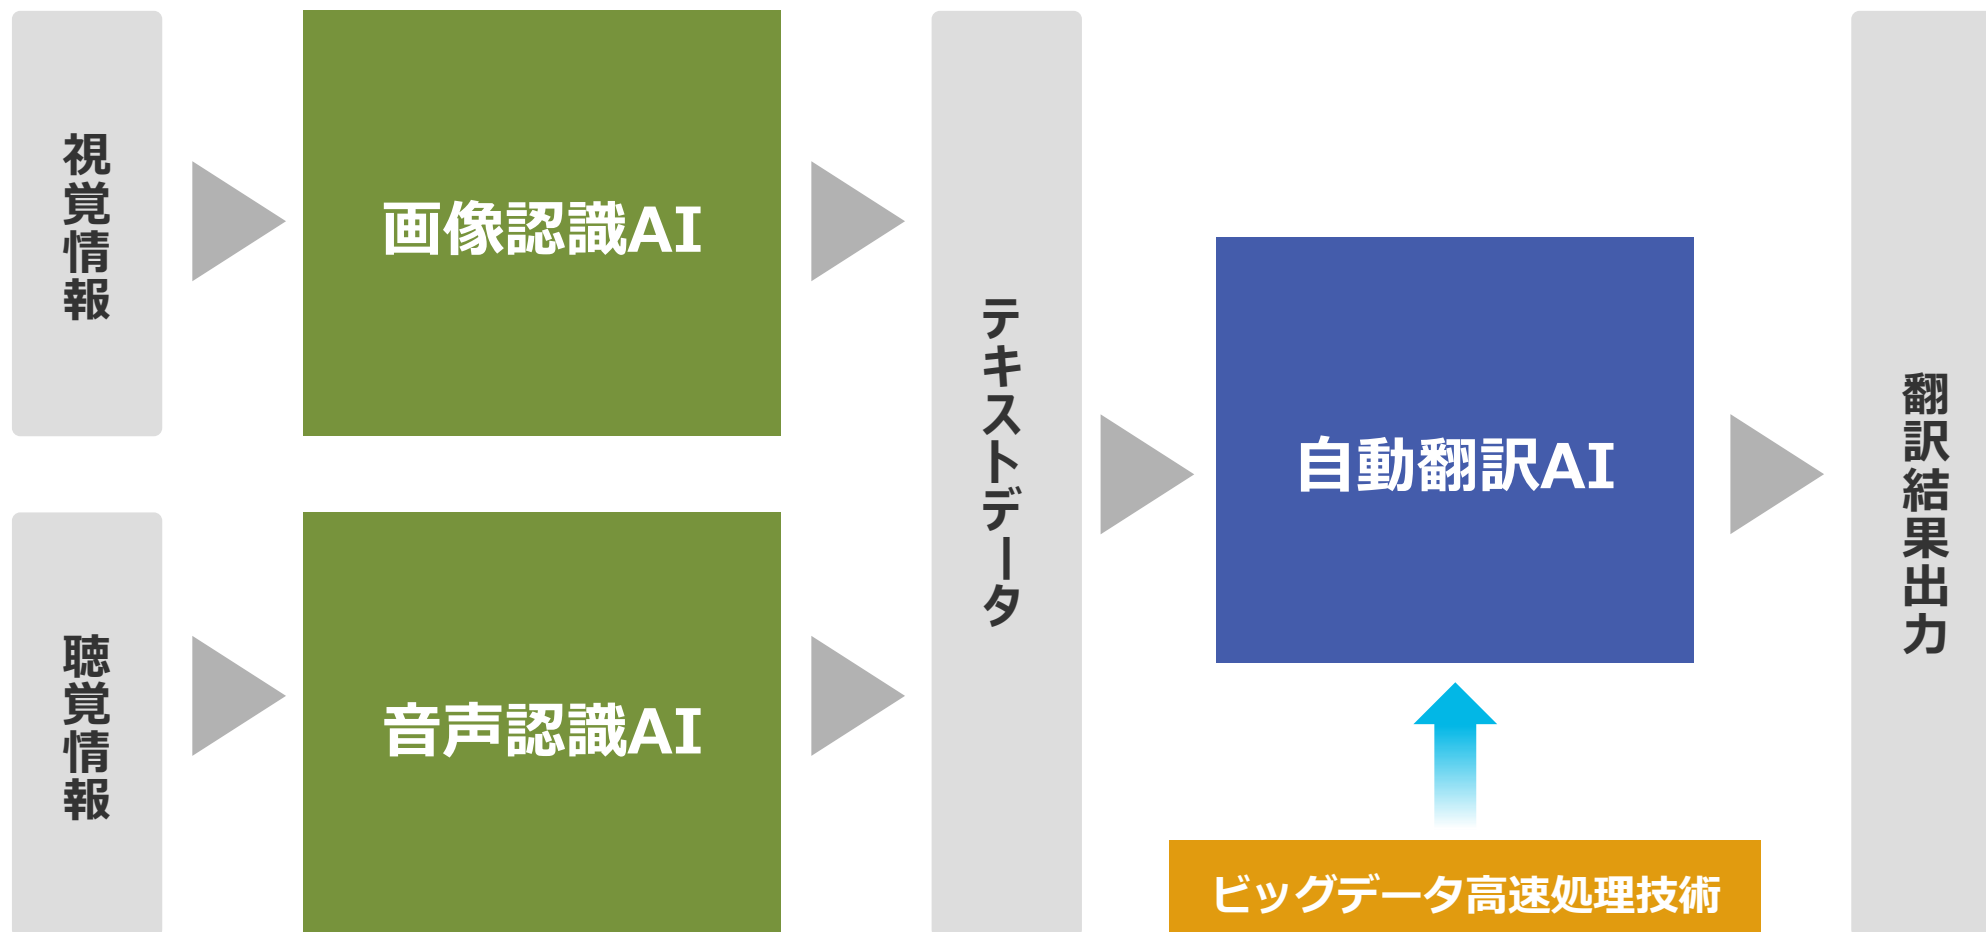 視覚情報
画像認識AI
聴覚情報
音声認識AI
テキストデータ
自動翻訳AI
ビッグデータ高速処理技術
翻訳結果出力